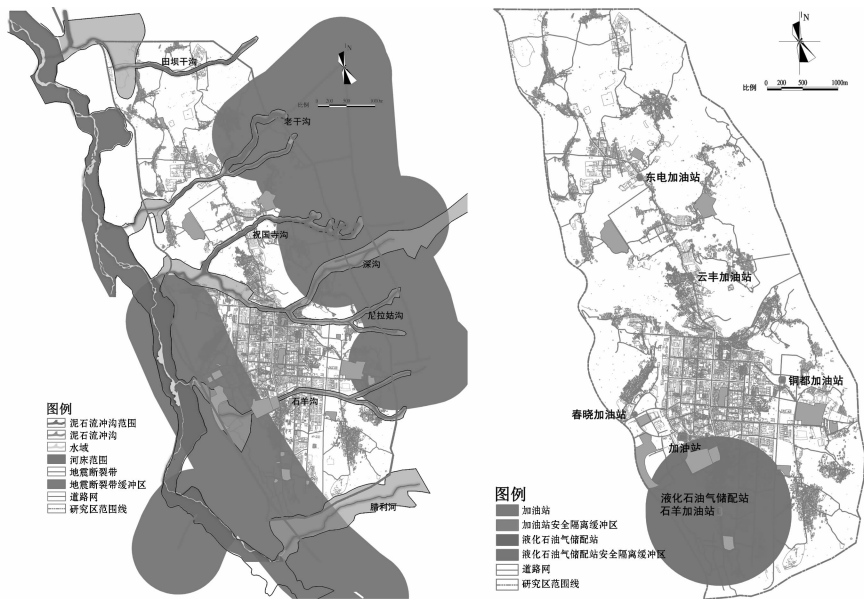 N
比例
0
1000m
田坝干沟
老干沟
祝国寺沟
深沟
尼拉姑沟
石羊沟
腊利河
图例
泥石流冲沟范围
泥石流冲沟
水域
河床范围
地震断裂带
地震断裂带缓冲区
道路网
研究区范围线
N
比例
0 200 500 1000m
东电加油站
云丰加油站
铜都加油站
春晓加油站
加油站
液化石油气储配站
石羊加油站
图例
加油站
加油站安全隔离缓冲区
液化石油气储配站
液化石油气储配站安全隔离缓冲区
道路网
研究区范围线